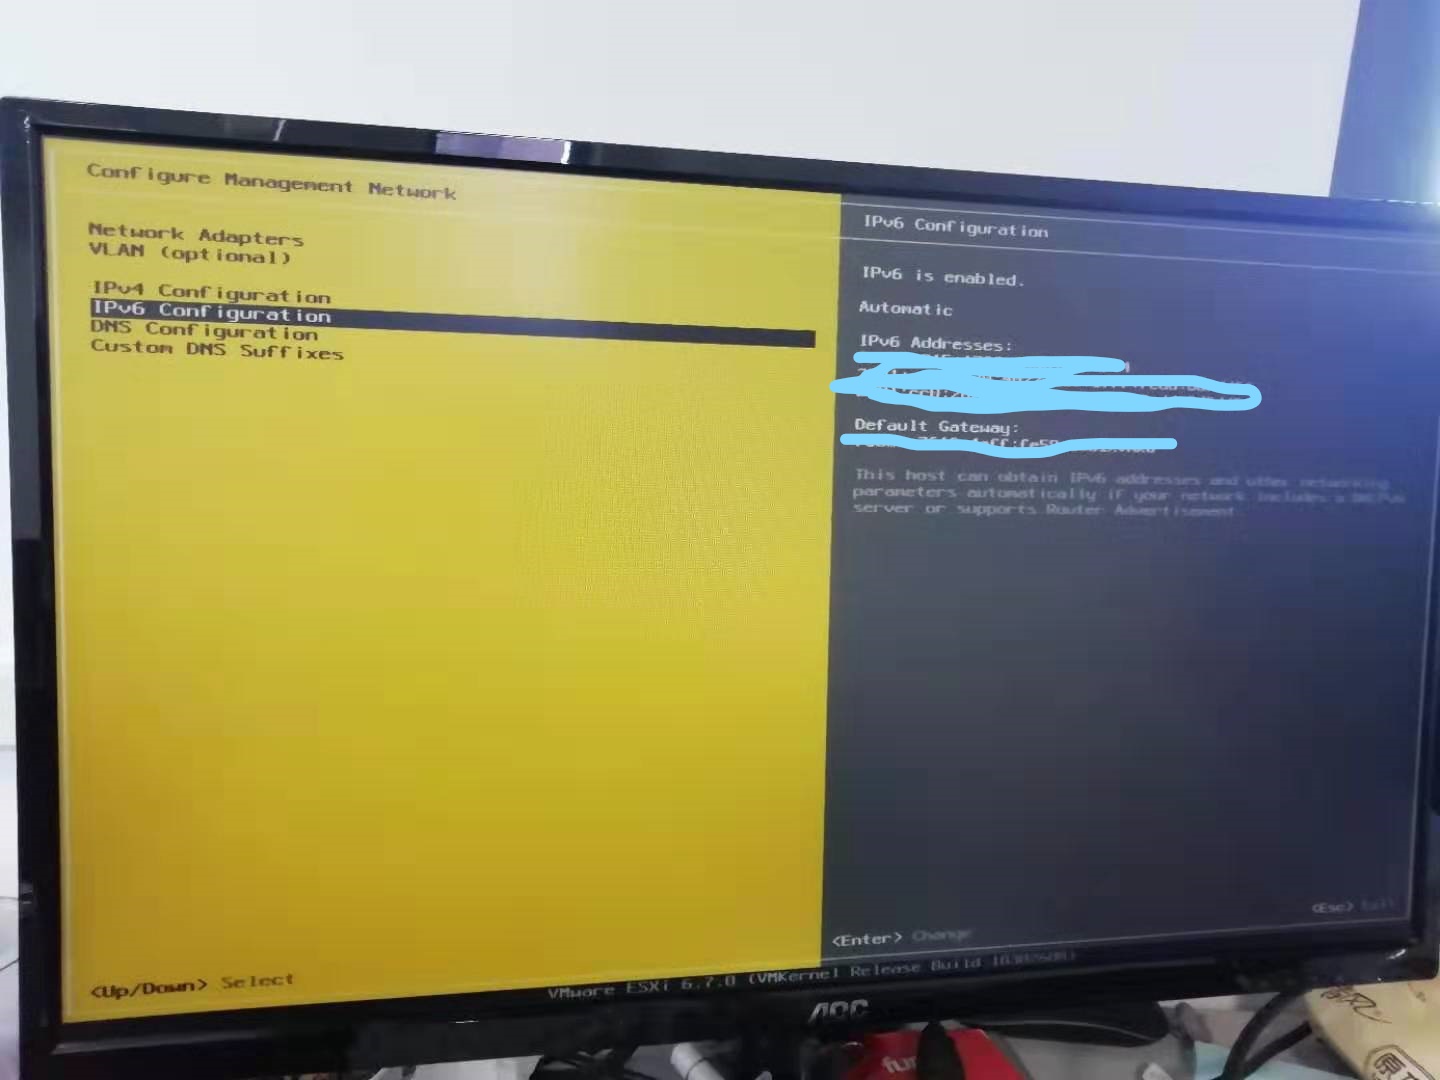 Configure Management Network
Network Adapters
VLAN (optional)
IPv4 Configuration
IPv6 Configuration
DNS Configuration
Custom DNS Suffixes
<Up/Down> Select
IPv6 Configuration
IPv6 is enabled.
Automatic
IPv6 Addresses:
Default Gateway:
This host can obtain IPv6 addresses and other networking
parameters automatically if your network includes a DHCPv6
server or supports Router Advertisement.
<Enter> Change
<Esc> Exit
VMware ESXi 6.7.0 (VMKernel Release Build
AOC